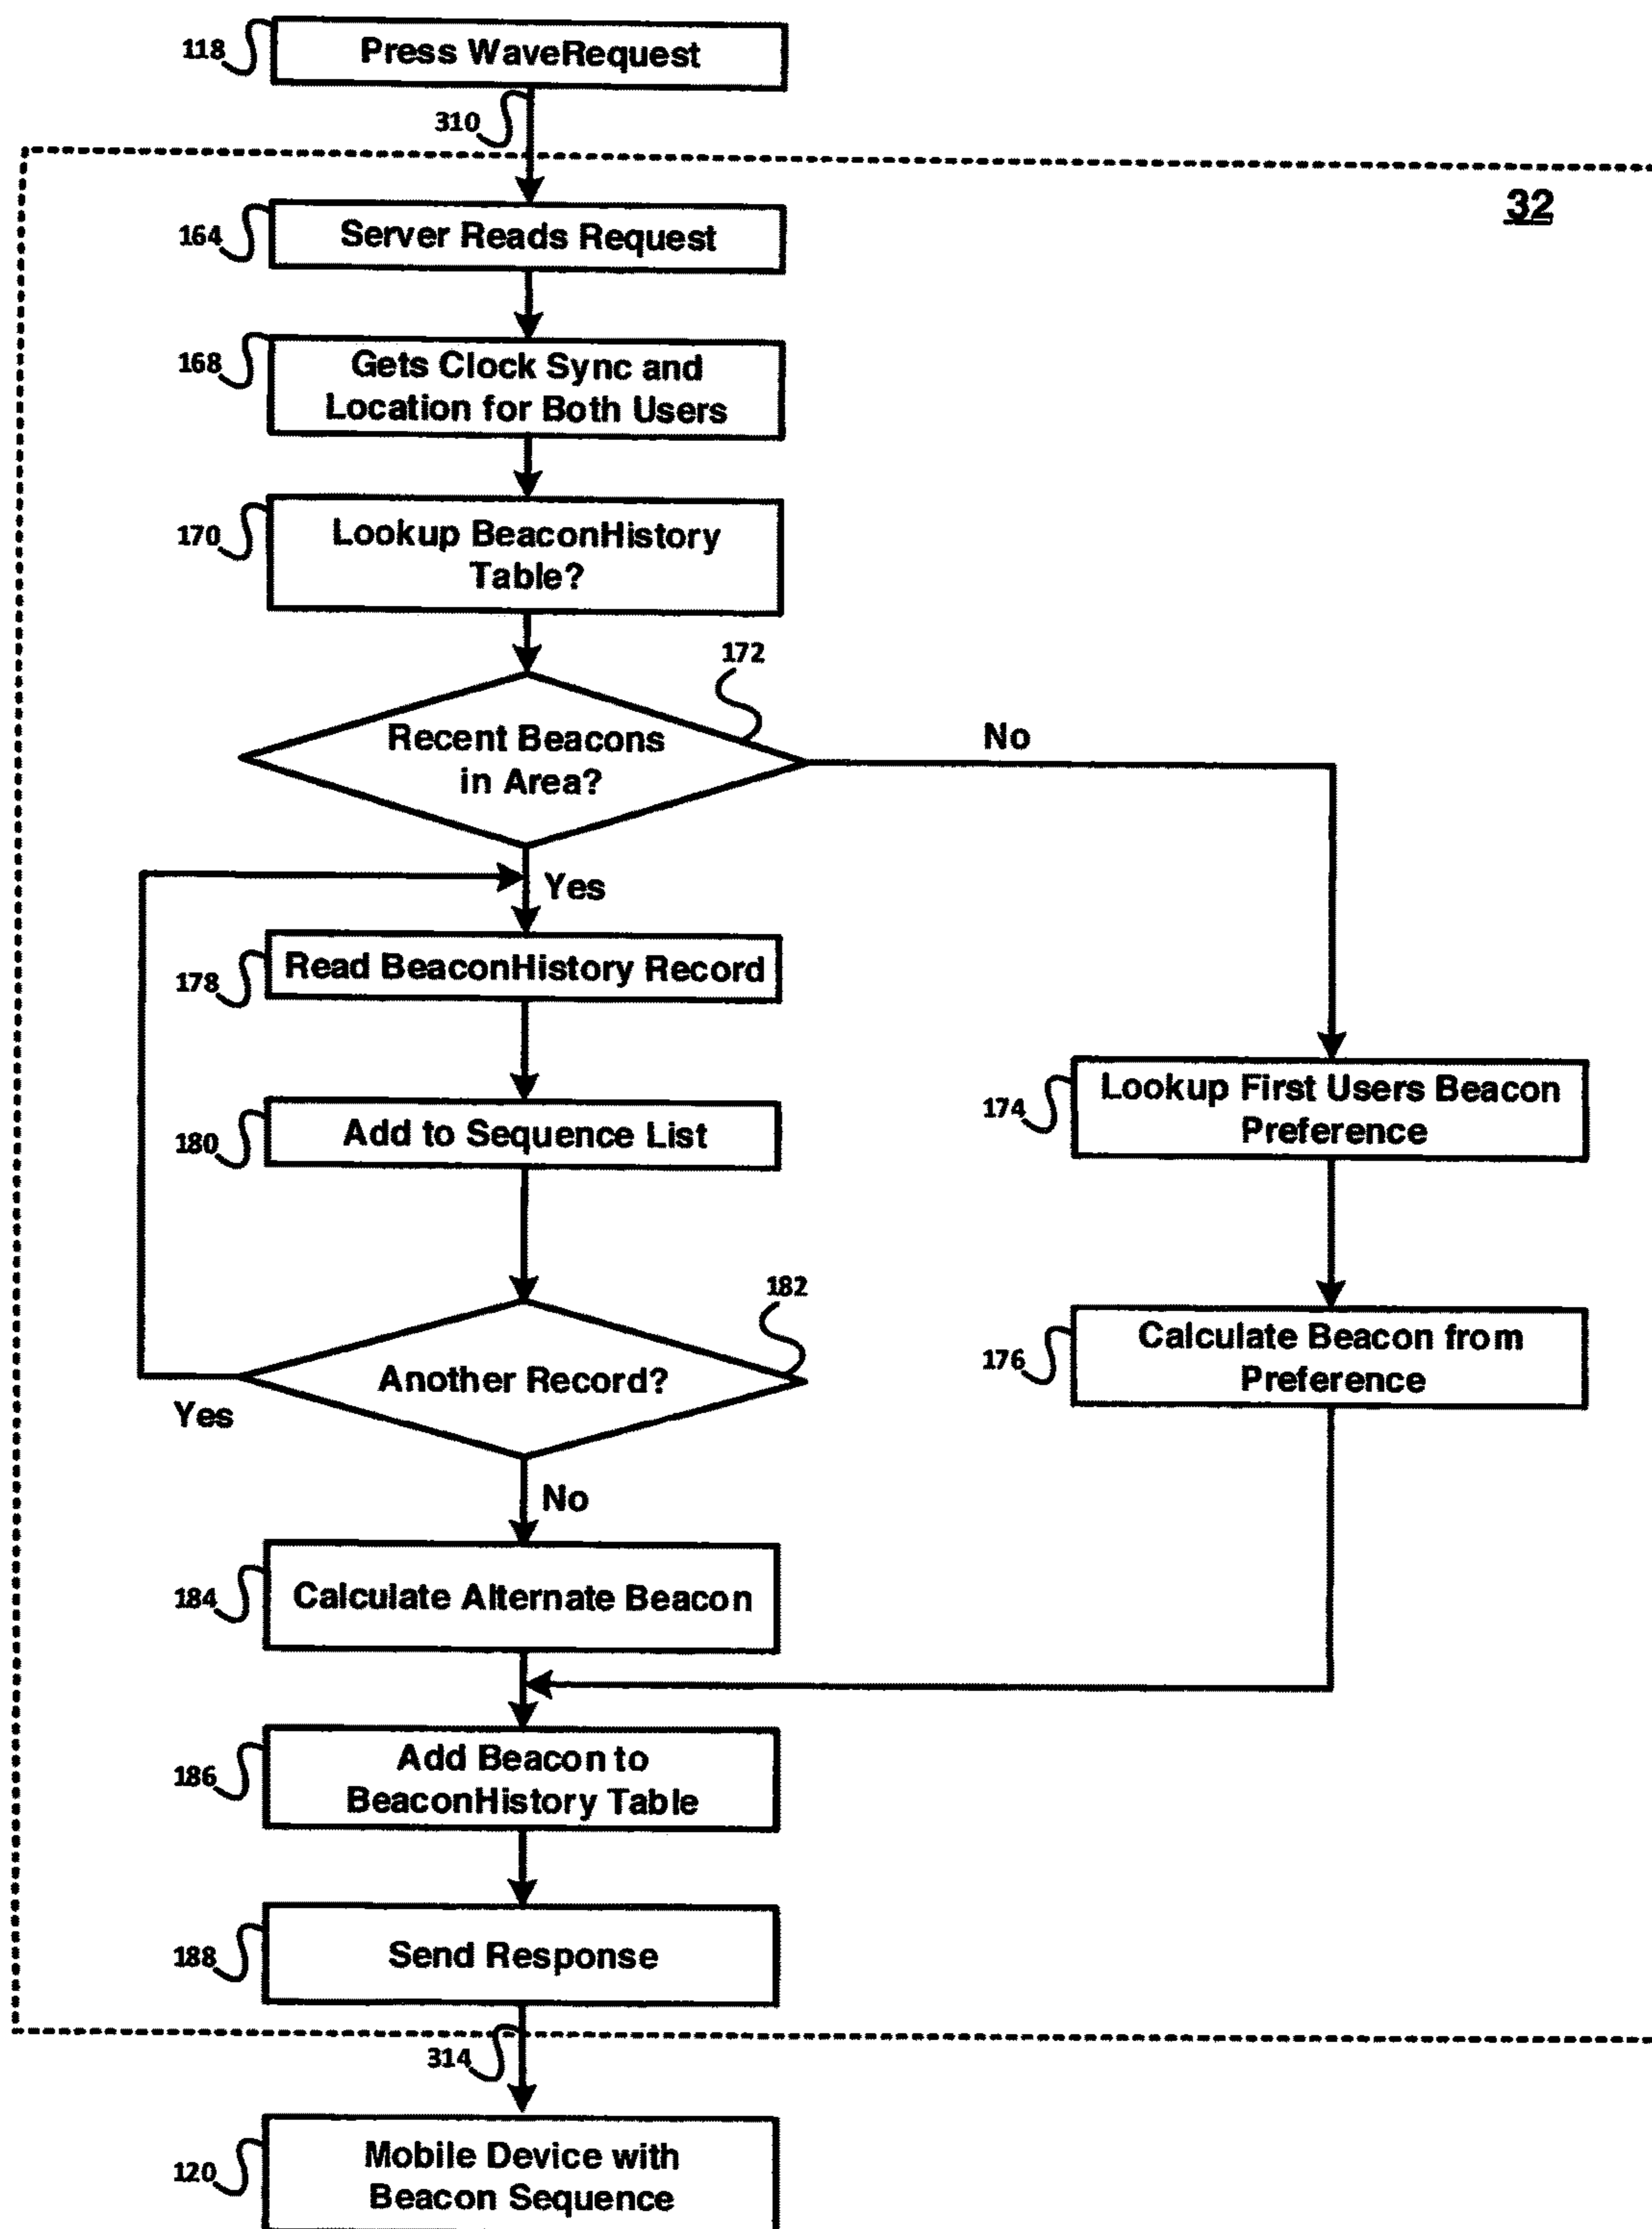 118
Press WaveRequest
310
32
164
Server Reads Request
168
Gets Clock Sync and
Location for Both Users
170
Lookup BeaconHistory
Table?
172
Recent Beacons
in Area?
No
Yes
178
Read BeaconHistory Record
174
Lookup First Users Beacon
Preference
180
Add to Sequence List
182
176
Calculate Beacon from
Preference
Another Record?
Yes
No
184
Calculate Alternate Beacon
186
Add Beacon to
BeaconHistory Table
188
Send Response
314
120
Mobile Device with
Beacon Sequence